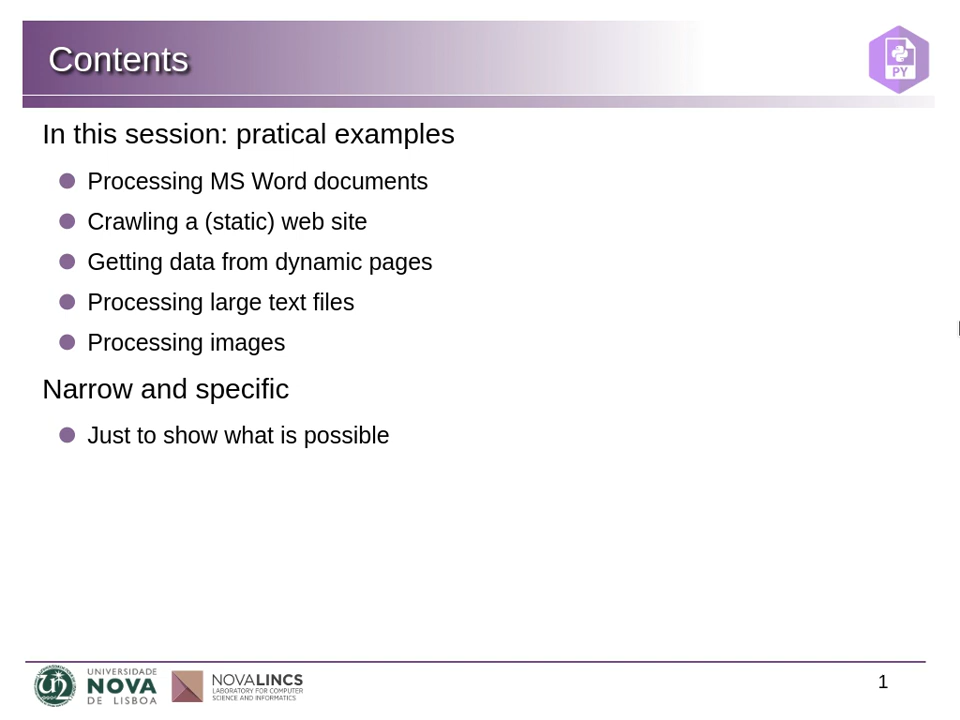 Contents
PY
In this session: pratical examples
Processing MS Word documents
Crawling a (static) web site
Getting data from dynamic pages
Processing large text files
Processing images
Narrow and specific
Just to show what is possible
UNIVERSIDADE
NOVA
DE LISBOA
NOVALINCS
LABORATORY FOR COMPUTER
SCIENCE AND INFORMATICS
1